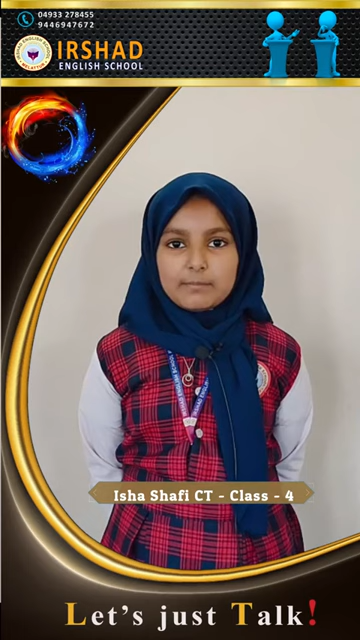 04933 278455
9446947672
IRSHAD
ENGLISH SCHOOL
Isha Shafi CT - Class - 4
Let's just Talk!